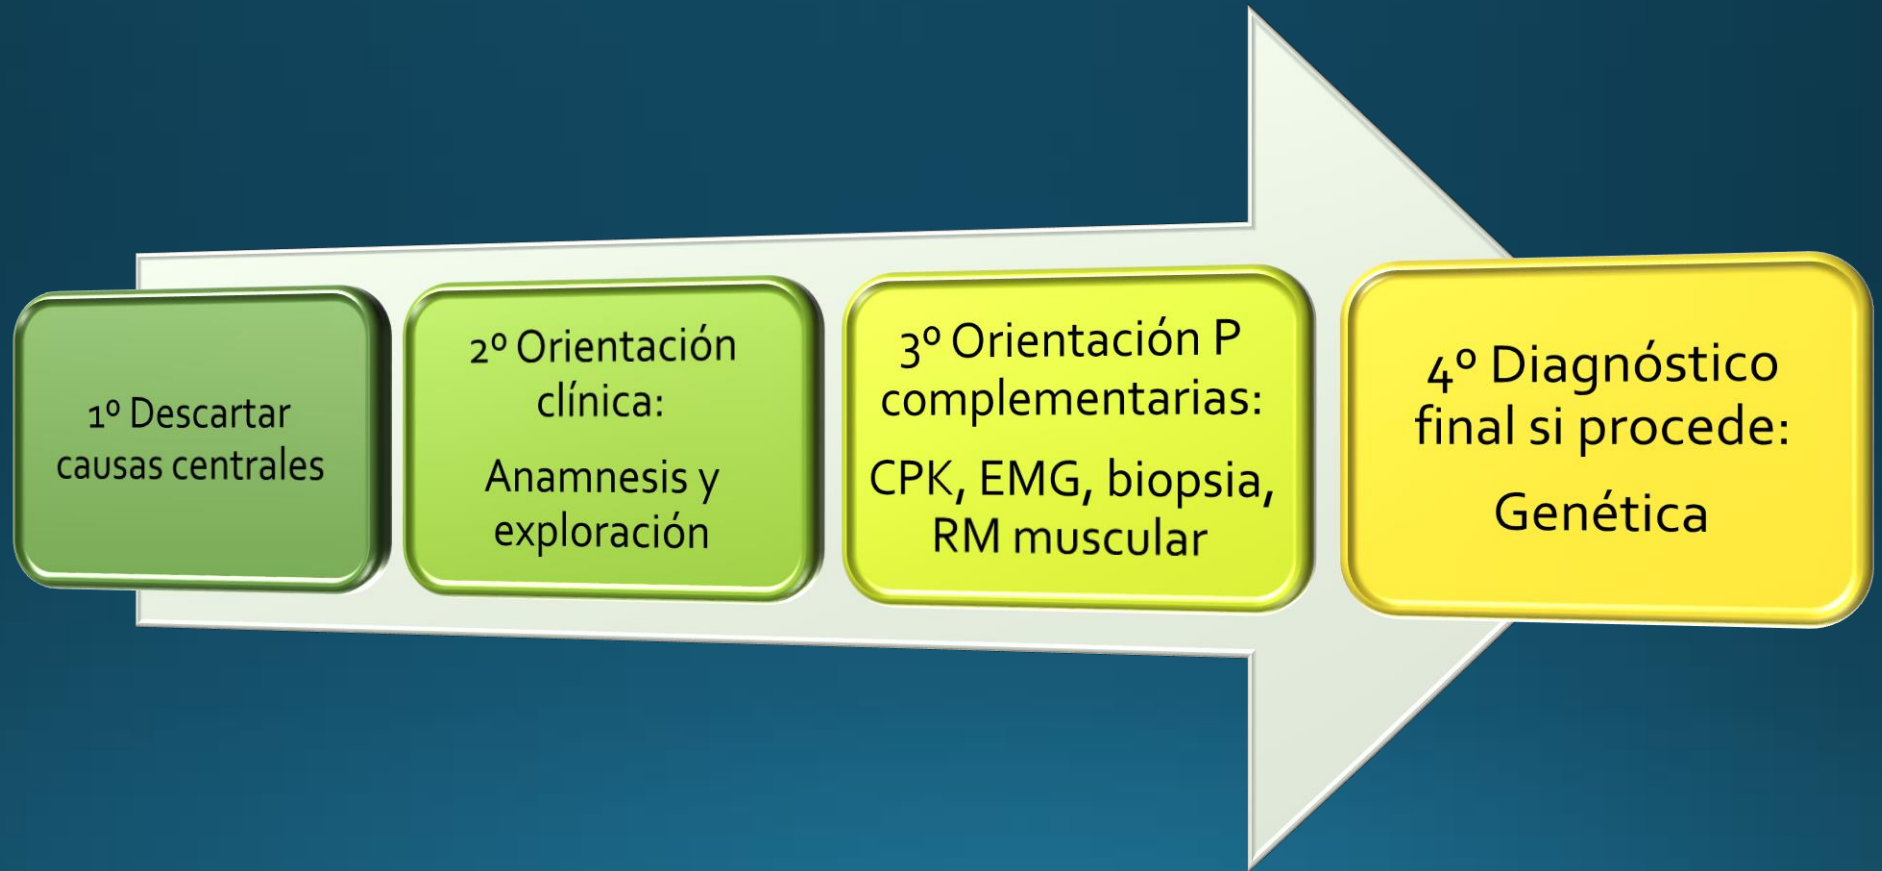 1º Descartar
causas centrales
2º Orientación
clínica:
Anamnesis y
exploración
3º Orientación P
complementarias:
CPK, EMG, biopsia,
RM muscular
4º Diagnóstico
final si procede:
Genética